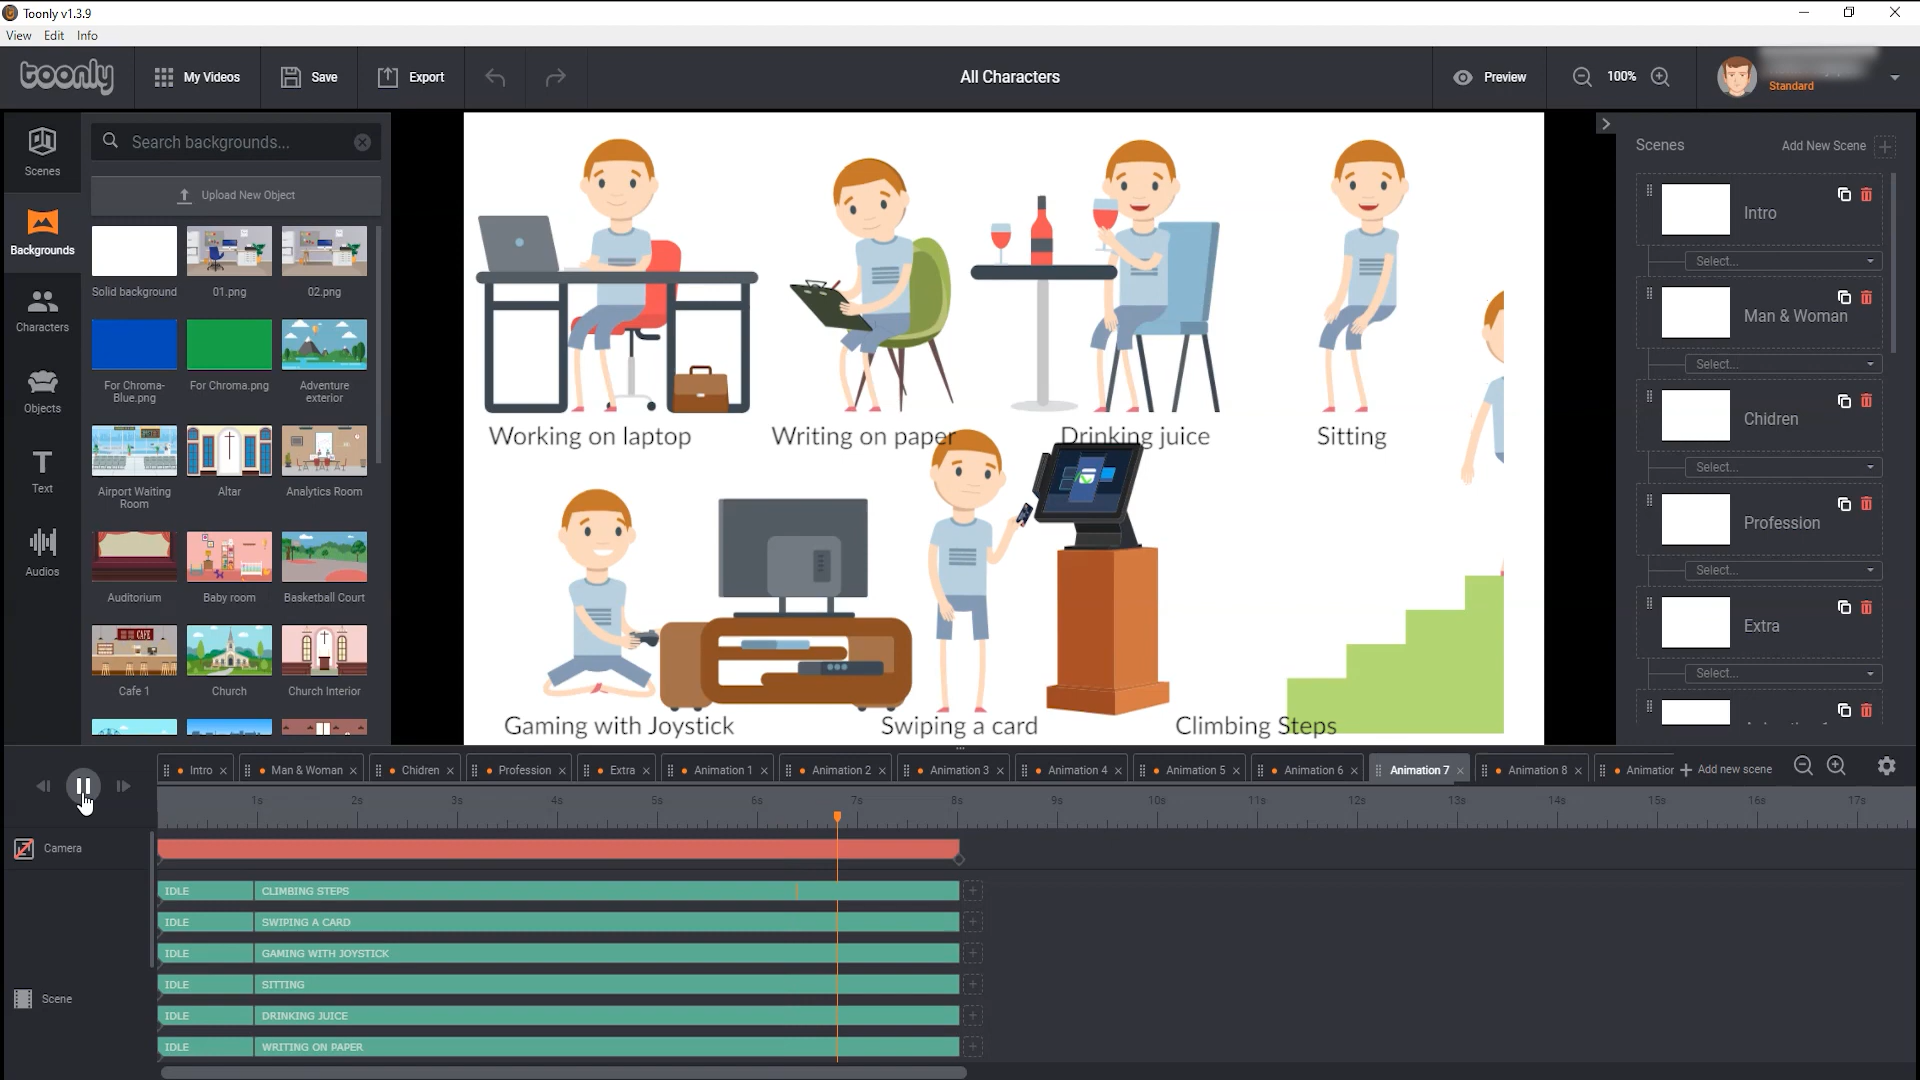 Toonly v1.3.9
View Edit Info
toonly
My Videos
Save
Export
All Characters
Preview
100%
Standard
Scenes
Backgrounds
Characters
Objects
Text
Audios
Search backgrounds...
Upload New Object
Solid background
01.png
02.png
For Chroma-
Blue.png
For Chroma.png
Adventure
exterior
Airport Waiting
Room
Altar
Analytics Room
Auditorium
Baby room
Basketball Court
CAFE
Cafe 1
Church
Church Interior
Working on laptop
Writing on paper
Drinking juice
Sitting
Gaming with Joystick
Swiping a card
Climbing Steps
Scenes
Add New Scene
Intro
Select...
Man & Woman
Select...
Chidren
Select...
Profession
Select...
Extra
Select...
Intro
Man & Woman
Chidren
Profession
Extra
Animation 1
Animation 2
Animation 3
Animation 4
Animation 5
Animation 6
Animation 7
Animation 8
Animation
Add new scene
1s 2s 3s 4s 5s 6s 7s 8s 9s 10s 11s 12s 13s 14s 15s 16s 17s
Camera
Scene
IDLE CLIMBING STEPS
IDLE SWIPING A CARD
IDLE GAMING WITH JOYSTICK
IDLE SITTING
IDLE DRINKING JUICE
IDLE WRITING ON PAPER